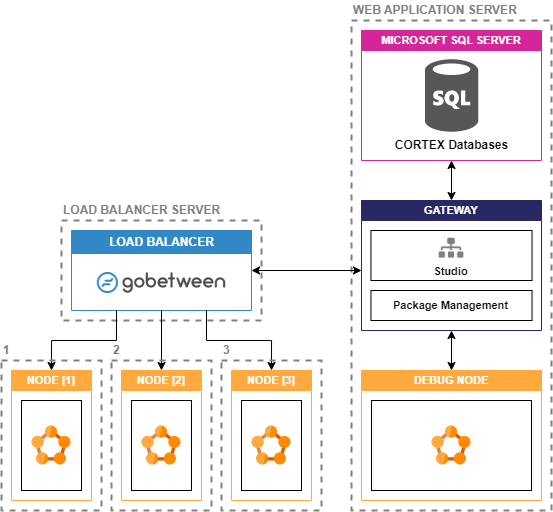 WEB APPLICATION SERVER
MICROSOFT SQL SERVER
SQL
CORTEX Databases
LOAD BALANCER SERVER
LOAD BALANCER
gobetween
GATEWAY
Studio
Package Management
1
2
3
NODE [1]
NODE [2]
NODE [3]
DEBUG NODE